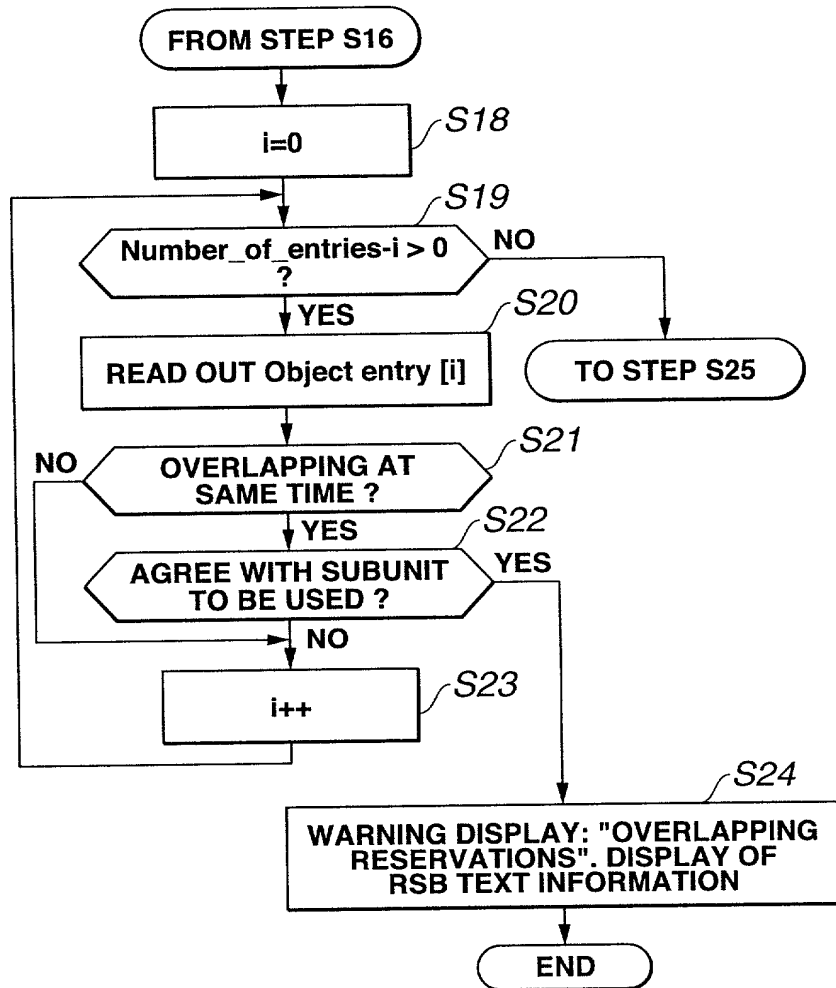 FROM STEP S16
S18
i=0
S19
Number_of_entries-i > 0
?
NO
YES
S20
READ OUT Object entry [i]
TO STEP S25
S21
NO
OVERLAPPING AT
SAME TIME ?
YES
S22
AGREE WITH SUBUNIT
TO BE USED ?
YES
NO
S23
i++
S24
WARNING DISPLAY: "OVERLAPPING
RESERVATIONS". DISPLAY OF
RSB TEXT INFORMATION
END